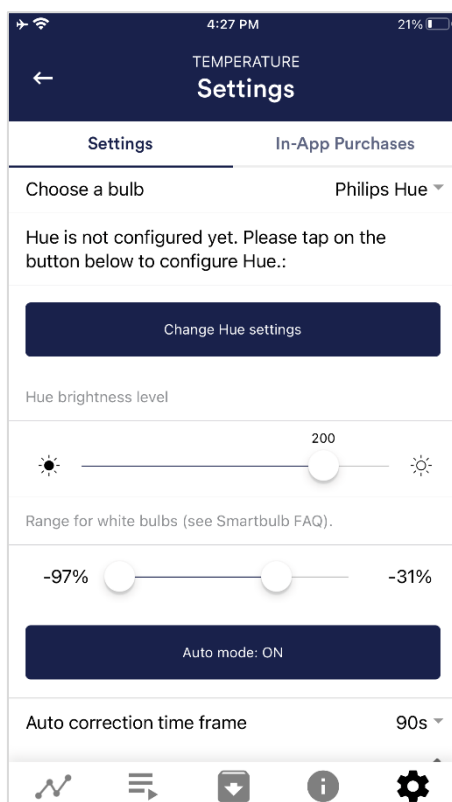 4:27 PM
21%
TEMPERATURE
Settings
Settings In-App Purchases
Choose a bulb Philips Hue
Hue is not configured yet. Please tap on the
button below to configure Hue.:
Change Hue settings
Hue brightness level
200
Range for white bulbs (see Smartbulb FAQ).
-97% -31%
Auto mode: ON
Auto correction time frame 90s